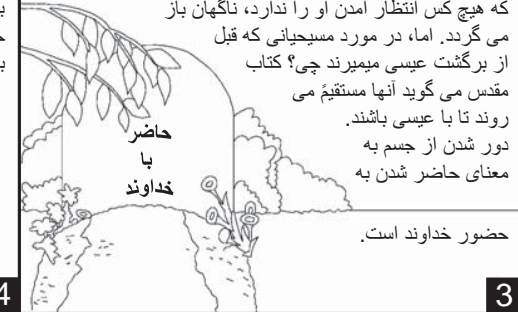 که هیچ کس انتظار آمدن او را ندارد، ناگهان باز
می گردد. اما، در مورد مسیحیانی که قبل
از برگشت عیسی میمیرند چی؟ کتاب
مقدس می گوید آنها مستقیمً می
روند تا با عیسی باشند.
دور شدن از جسم به
معنای حاضر شدن به
حضور خداوند است.
حاضر
با
خداوند
3
4